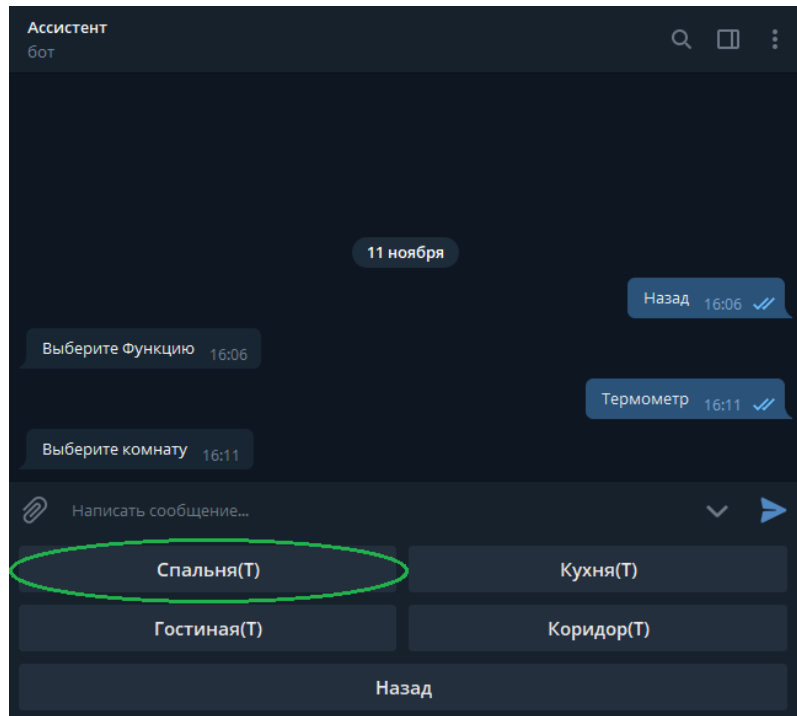 Ассистент
бот
11 ноября
Назад 16:06
Выберите Функцию 16:06
Термометр 16:11
Выберите комнату 16:11
Написать сообщение...
Спальня(Т) Кухня(Т)
Гостиная(Т) Коридор(Т)
Назад